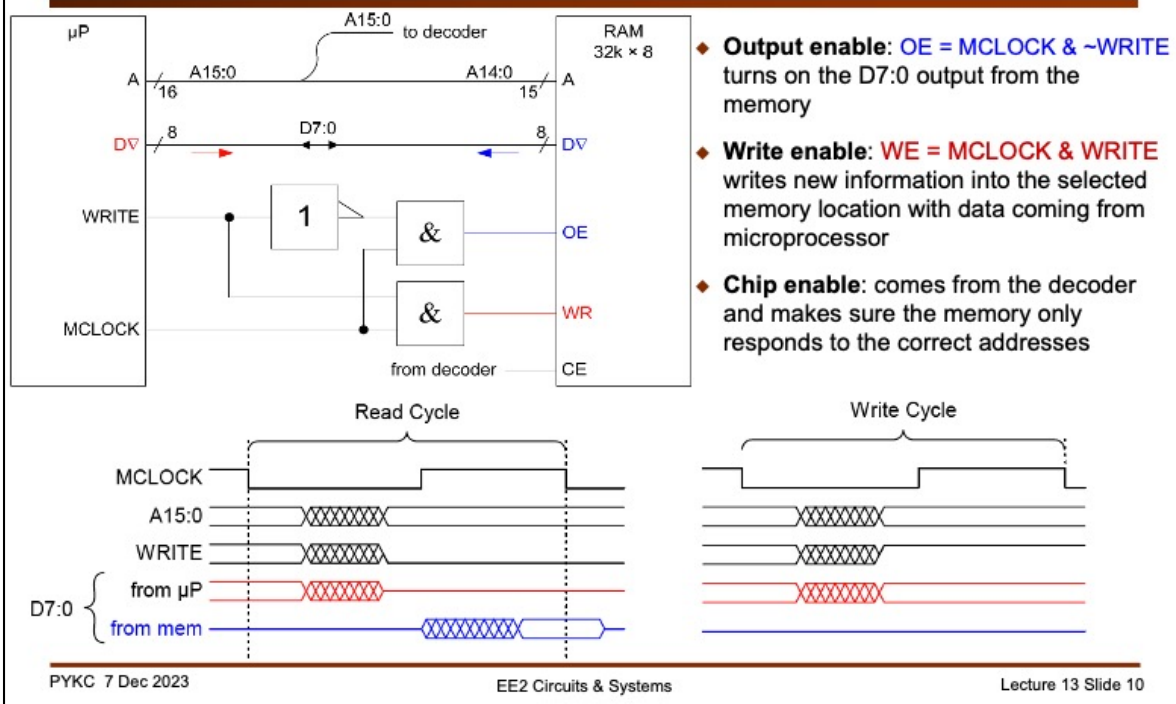 µP
A15:0 to decoder
RAM
32k × 8
A
A15:0
16
A14:0
15
A
D▽
8
D7:0
8
D▽
WRITE
1
&
OE
MCLOCK
&
WR
from decoder
CE
◆ Output enable: OE = MCLOCK & ~WRITE
turns on the D7:0 output from the
memory
◆ Write enable: WE = MCLOCK & WRITE
writes new information into the selected
memory location with data coming from
microprocessor
◆ Chip enable: comes from the decoder
and makes sure the memory only
responds to the correct addresses
Read Cycle
Write Cycle
MCLOCK
A15:0
WRITE
D7:0
from µP
from mem
PYKC 7 Dec 2023
EE2 Circuits & Systems
Lecture 13 Slide 10